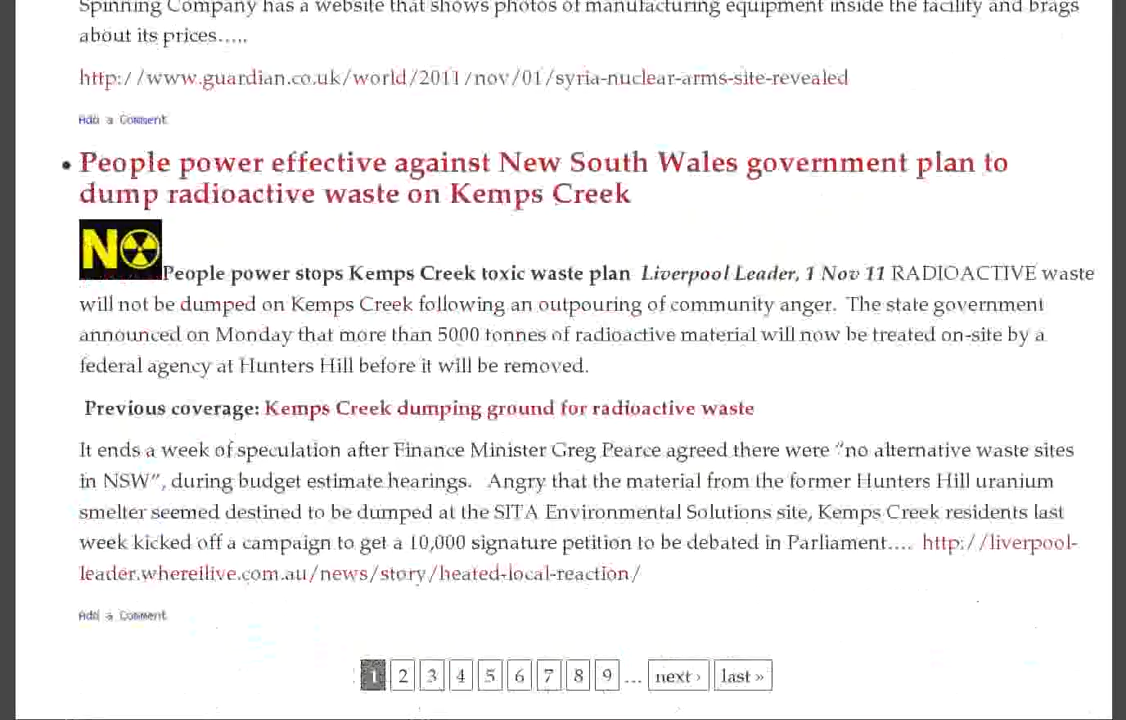 Spinning Company has a website that shows photos of manufacturing equipment inside the facility and brags
about its prices…..
http://www.guardian.co.uk/world/2011/nov/01/syria-nuclear-arms-site-revealed
Add a Comment
• People power effective against New South Wales government plan to
dump radioactive waste on Kemps Creek
NO
People power stops Kemps Creek toxic waste plan Liverpool Leader, 1 Nov 11 RADIOACTIVE waste
will not be dumped on Kemps Creek following an outpouring of community anger. The state government
announced on Monday that more than 5000 tonnes of radioactive material will now be treated on-site by a
federal agency at Hunters Hill before it will be removed.
Previous coverage: Kemps Creek dumping ground for radioactive waste
It ends a week of speculation after Finance Minister Greg Pearce agreed there were “no alternative waste sites
in NSW”, during budget estimate hearings. Angry that the material from the former Hunters Hill uranium
smelter seemed destined to be dumped at the SITA Environmental Solutions site, Kemps Creek residents last
week kicked off a campaign to get a 10,000 signature petition to be debated in Parliament…. http://liverpool-
leader.whereilive.com.au/news/story/heated-local-reaction/
Add a Comment
1 2 3 4 5 6 7 8 9 … next › last »